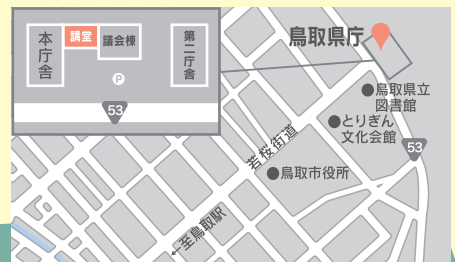 本庁舎
講堂
議会棟
第二庁舎
P
53
鳥取県庁
鳥取県立
図書館
とりぎん
文化会館
53
若桜街道
鳥取市役所
←至鳥取駅